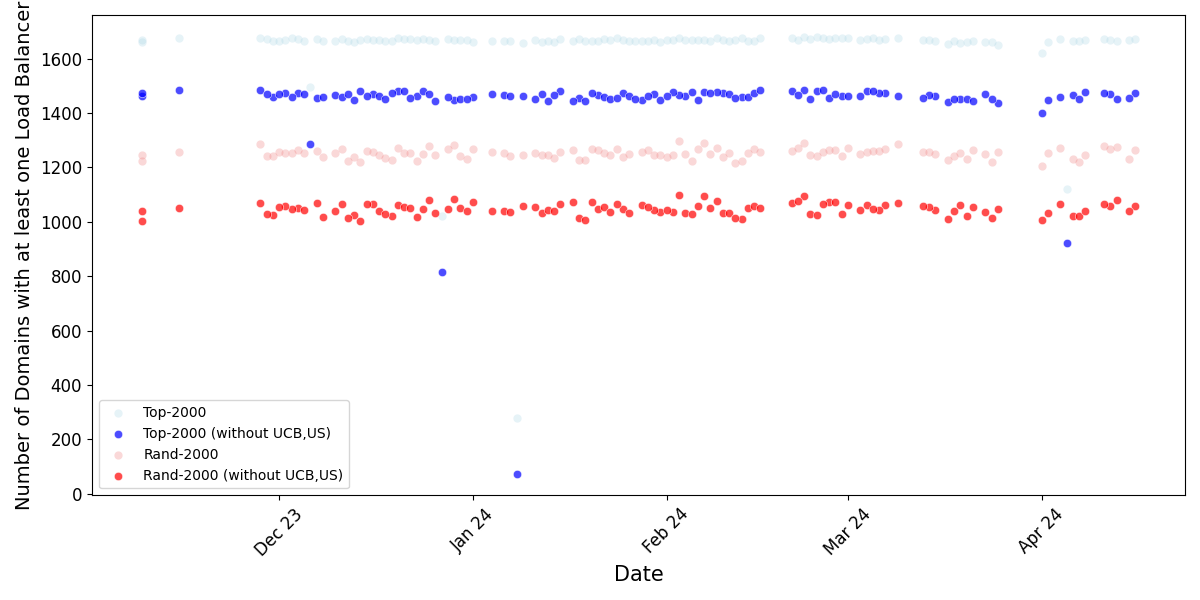 Number of Domains with at least one Load Balancer
1600
1400
1200
1000
800
600
400
200
0
Top-2000
Top-2000 (without UCB,US)
Rand-2000
Rand-2000 (without UCB,US)
Dec 23
Jan 24
Feb 24
Mar 24
Apr 24
Date